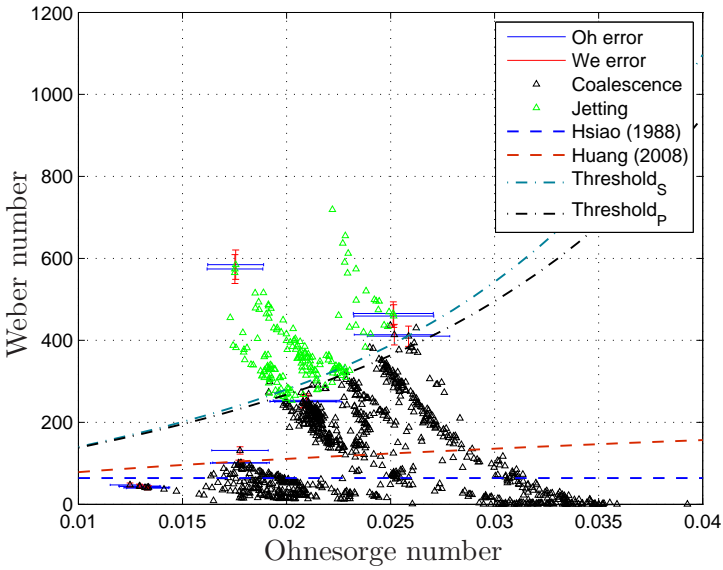 1200
1000
800
600
400
200
0
Weber number
0.01
0.015
0.02
0.025
0.03
0.035
0.04
Ohnesorge number
Oh error
We error
Coalescence
Jetting
Hsiao (1988)
Huang (2008)
Threshold_S
Threshold_P